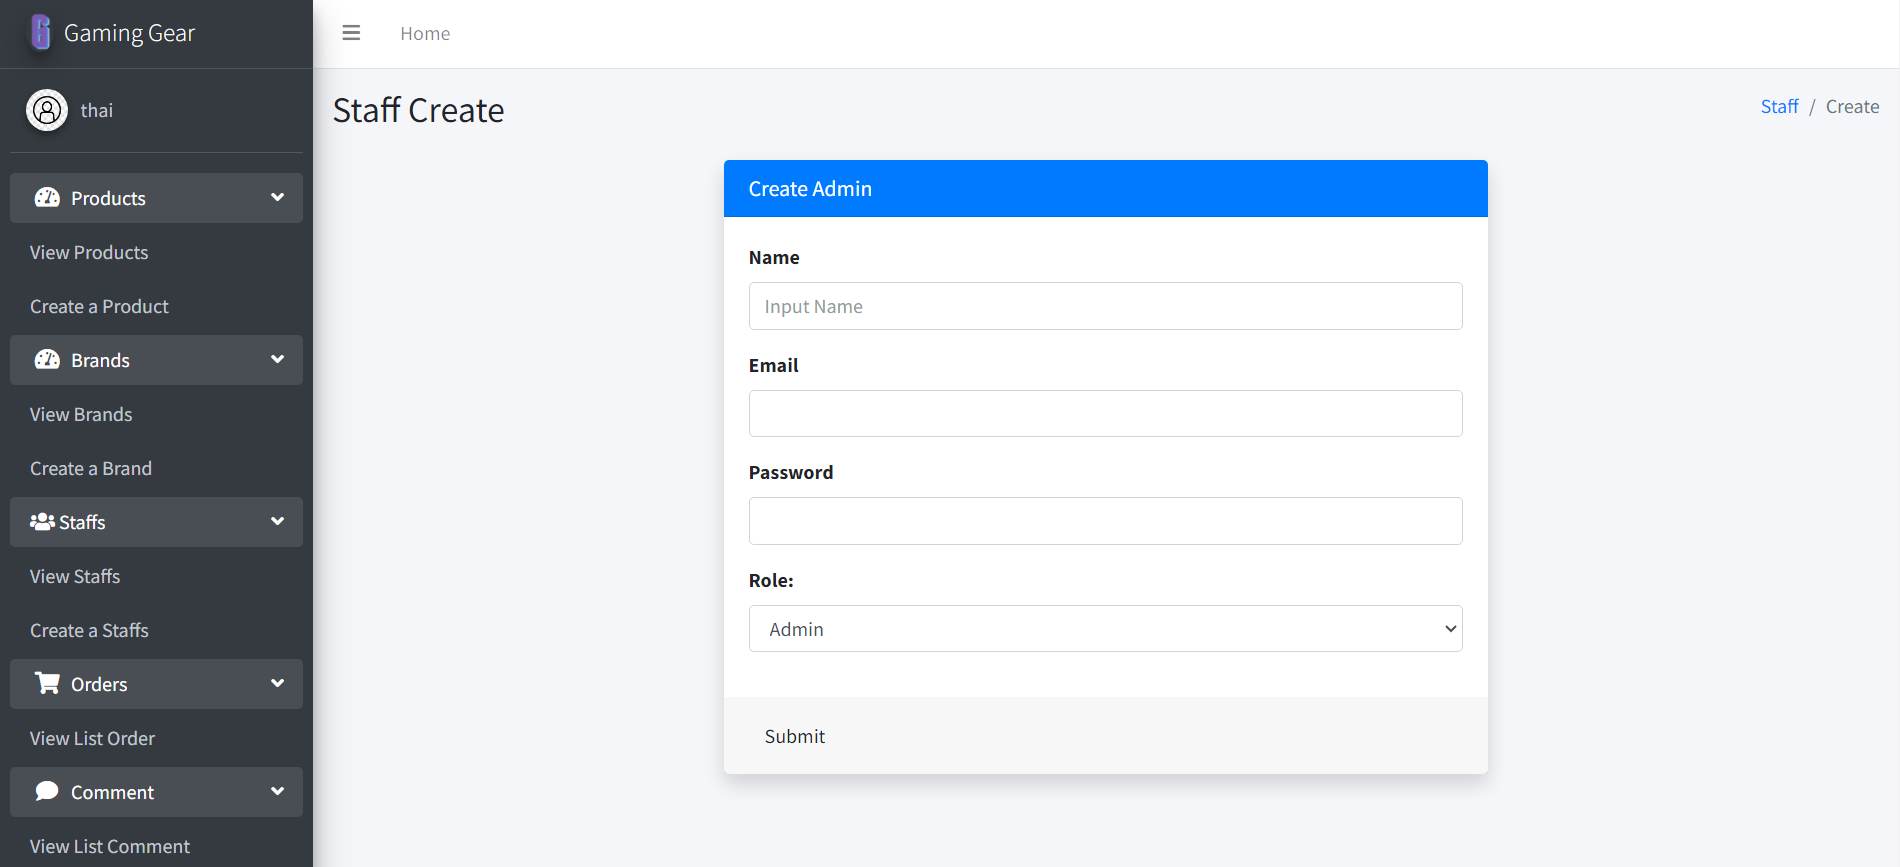 Gaming Gear
thai
Products
View Products
Create a Product
Brands
View Brands
Create a Brand
Staffs
View Staffs
Create a Staffs
Orders
View List Order
Comment
View List Comment
Home
Staff Create
Staff / Create
Create Admin
Name
Input Name
Email
Password
Role:
Admin
Submit